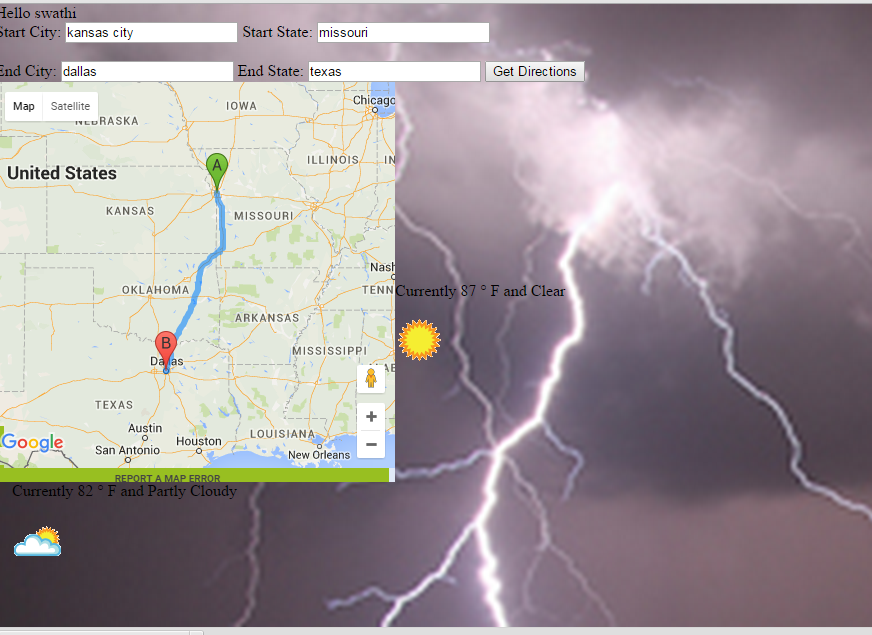 Hello swathi
Start City: kansas city Start State: missouri
End City: dallas End State: texas Get Directions
Map Satellite
IOWA
Chicago
NEBRASKA
United States
A
ILLINOIS
IN
KANSAS
MISSOURI
Nash
OKLAHOMA
TENN
Currently 87 ° F and Clear
ARKANSAS
B
Dallas
MISSISSIPPI
TEXAS
Austin
Houston
LOUISIANA
Google
San Antonio
New Orleans
+
−
REPORT A MAP ERROR
Currently 82 ° F and Partly Cloudy